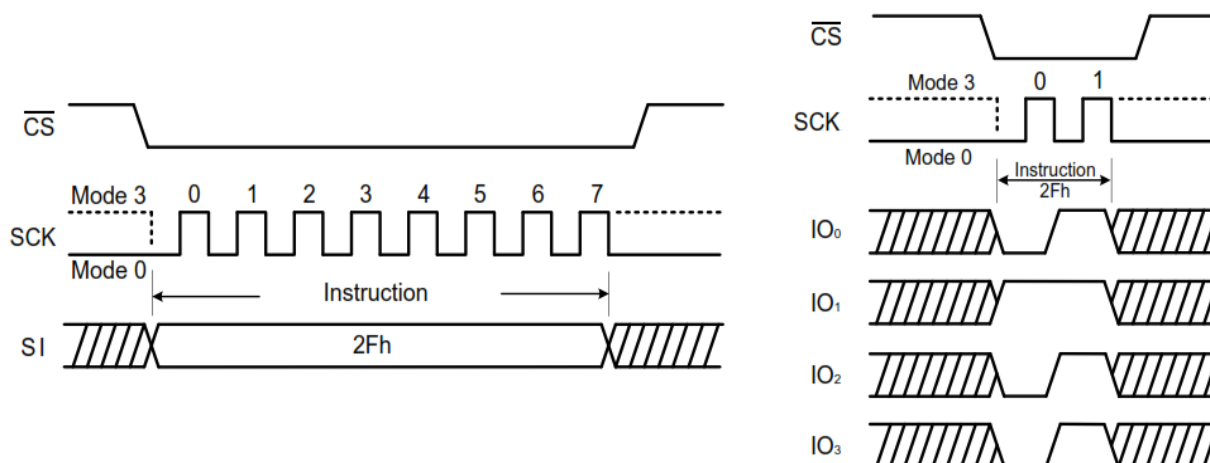 CS
Mode 3 0 1 2 3 4 5 6 7
SCK
Mode 0
Instruction
SI 2Fh
CS
Mode 3 0 1
SCK
Mode 0
Instruction
2Fh
IO0
IO1
IO2
IO3